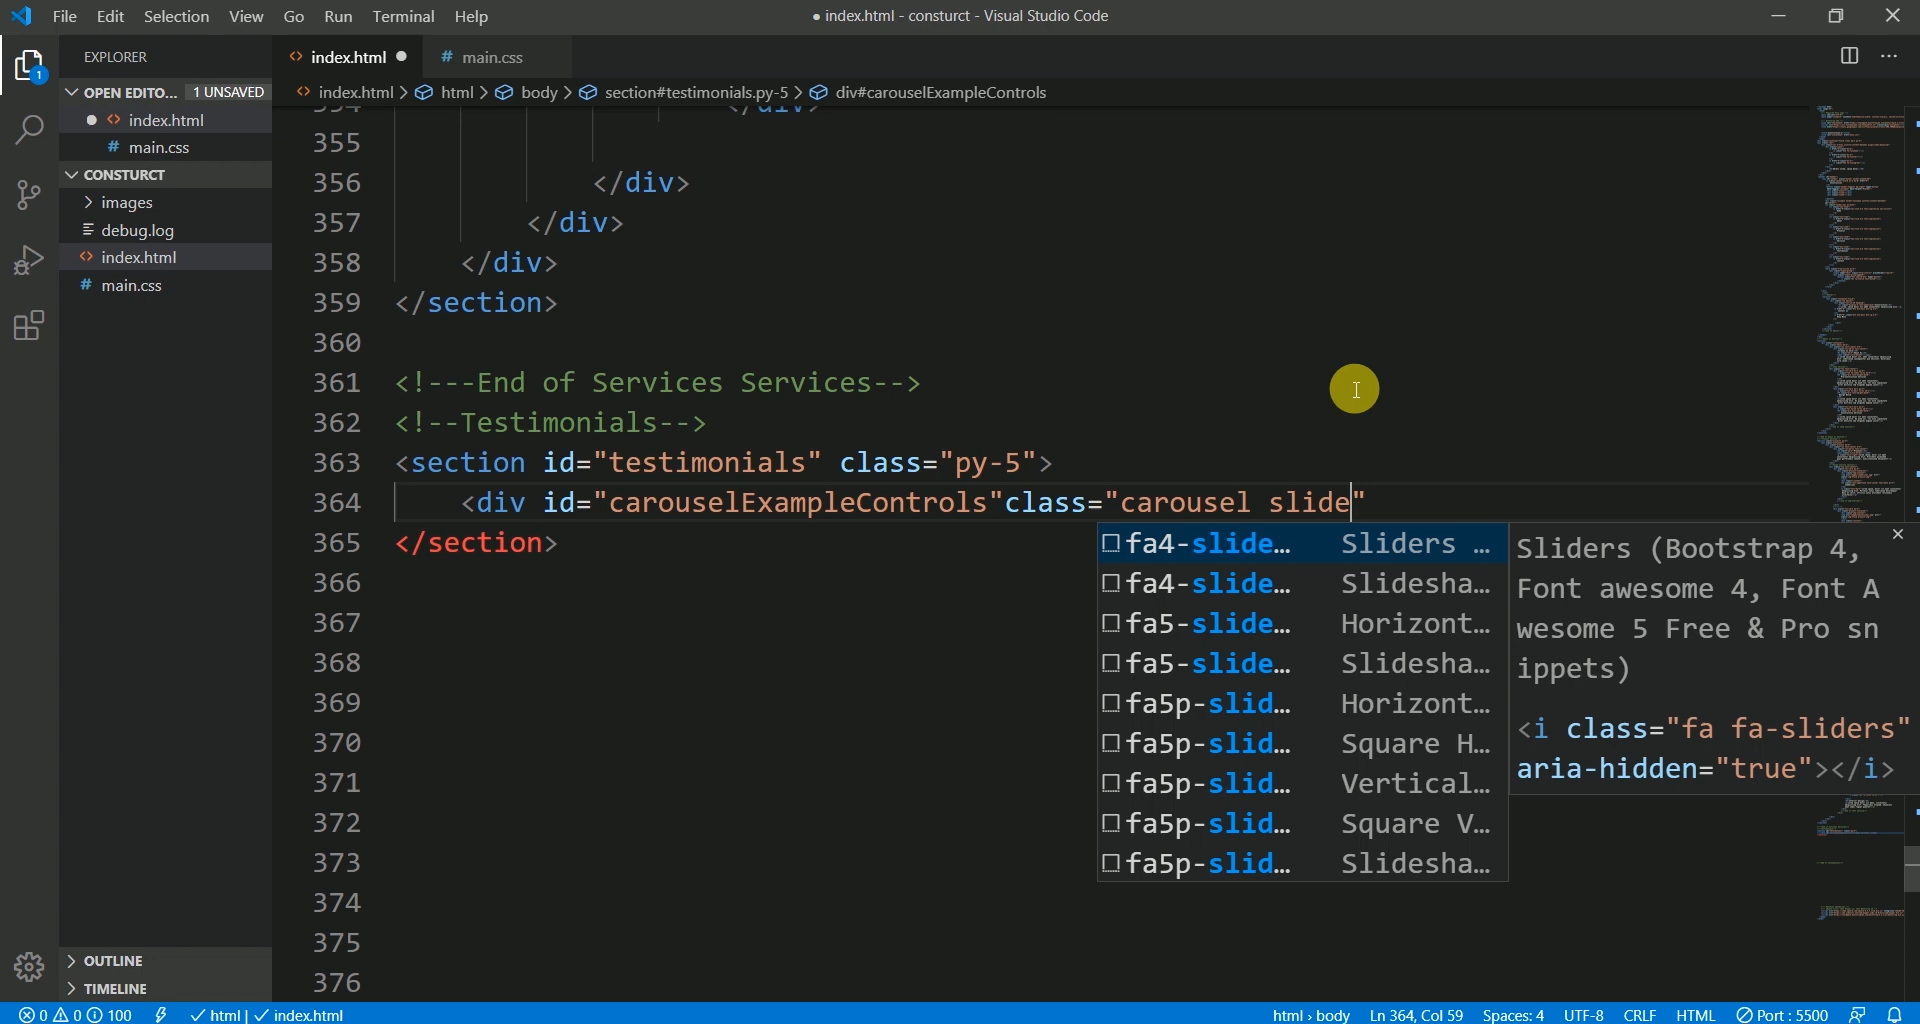 File Edit Selection View Go Run Terminal Help
● index.html - consturct - Visual Studio Code
EXPLORER
OPEN EDITO... 1 UNSAVED
index.html
main.css
CONSTURCT
images
debug.log
index.html
main.css
OUTLINE
TIMELINE
index.html
main.css
index.html > html > body > section#testimonials.py-5 > div#carouselExampleControls
354 </div>
355
356 </div>
357 </div>
358 </div>
359 </section>
360
361 <!---End of Services Services-->
362 <!--Testimonials-->
363 <section id="testimonials" class="py-5">
364 <div id="carouselExampleControls"class="carousel slide"
365 </section>
366
367
368
369
370
371
372
373
374
375
376
fa4-slide... Sliders ...
fa4-slide... Slidesha...
fa5-slide... Horizont...
fa5-slide... Slidesha...
fa5p-slid... Horizont...
fa5p-slid... Square H...
fa5p-slid... Vertical...
fa5p-slid... Square V...
fa5p-slid... Slidesha...
Sliders (Bootstrap 4,
Font awesome 4, Font A
wesome 5 Free & Pro sn
ippets)
<i class="fa fa-sliders"
aria-hidden="true"></i>
1
0 0 100 html | index.html
html > body Ln 364, Col 59 Spaces: 4 UTF-8 CRLF HTML Port : 5500